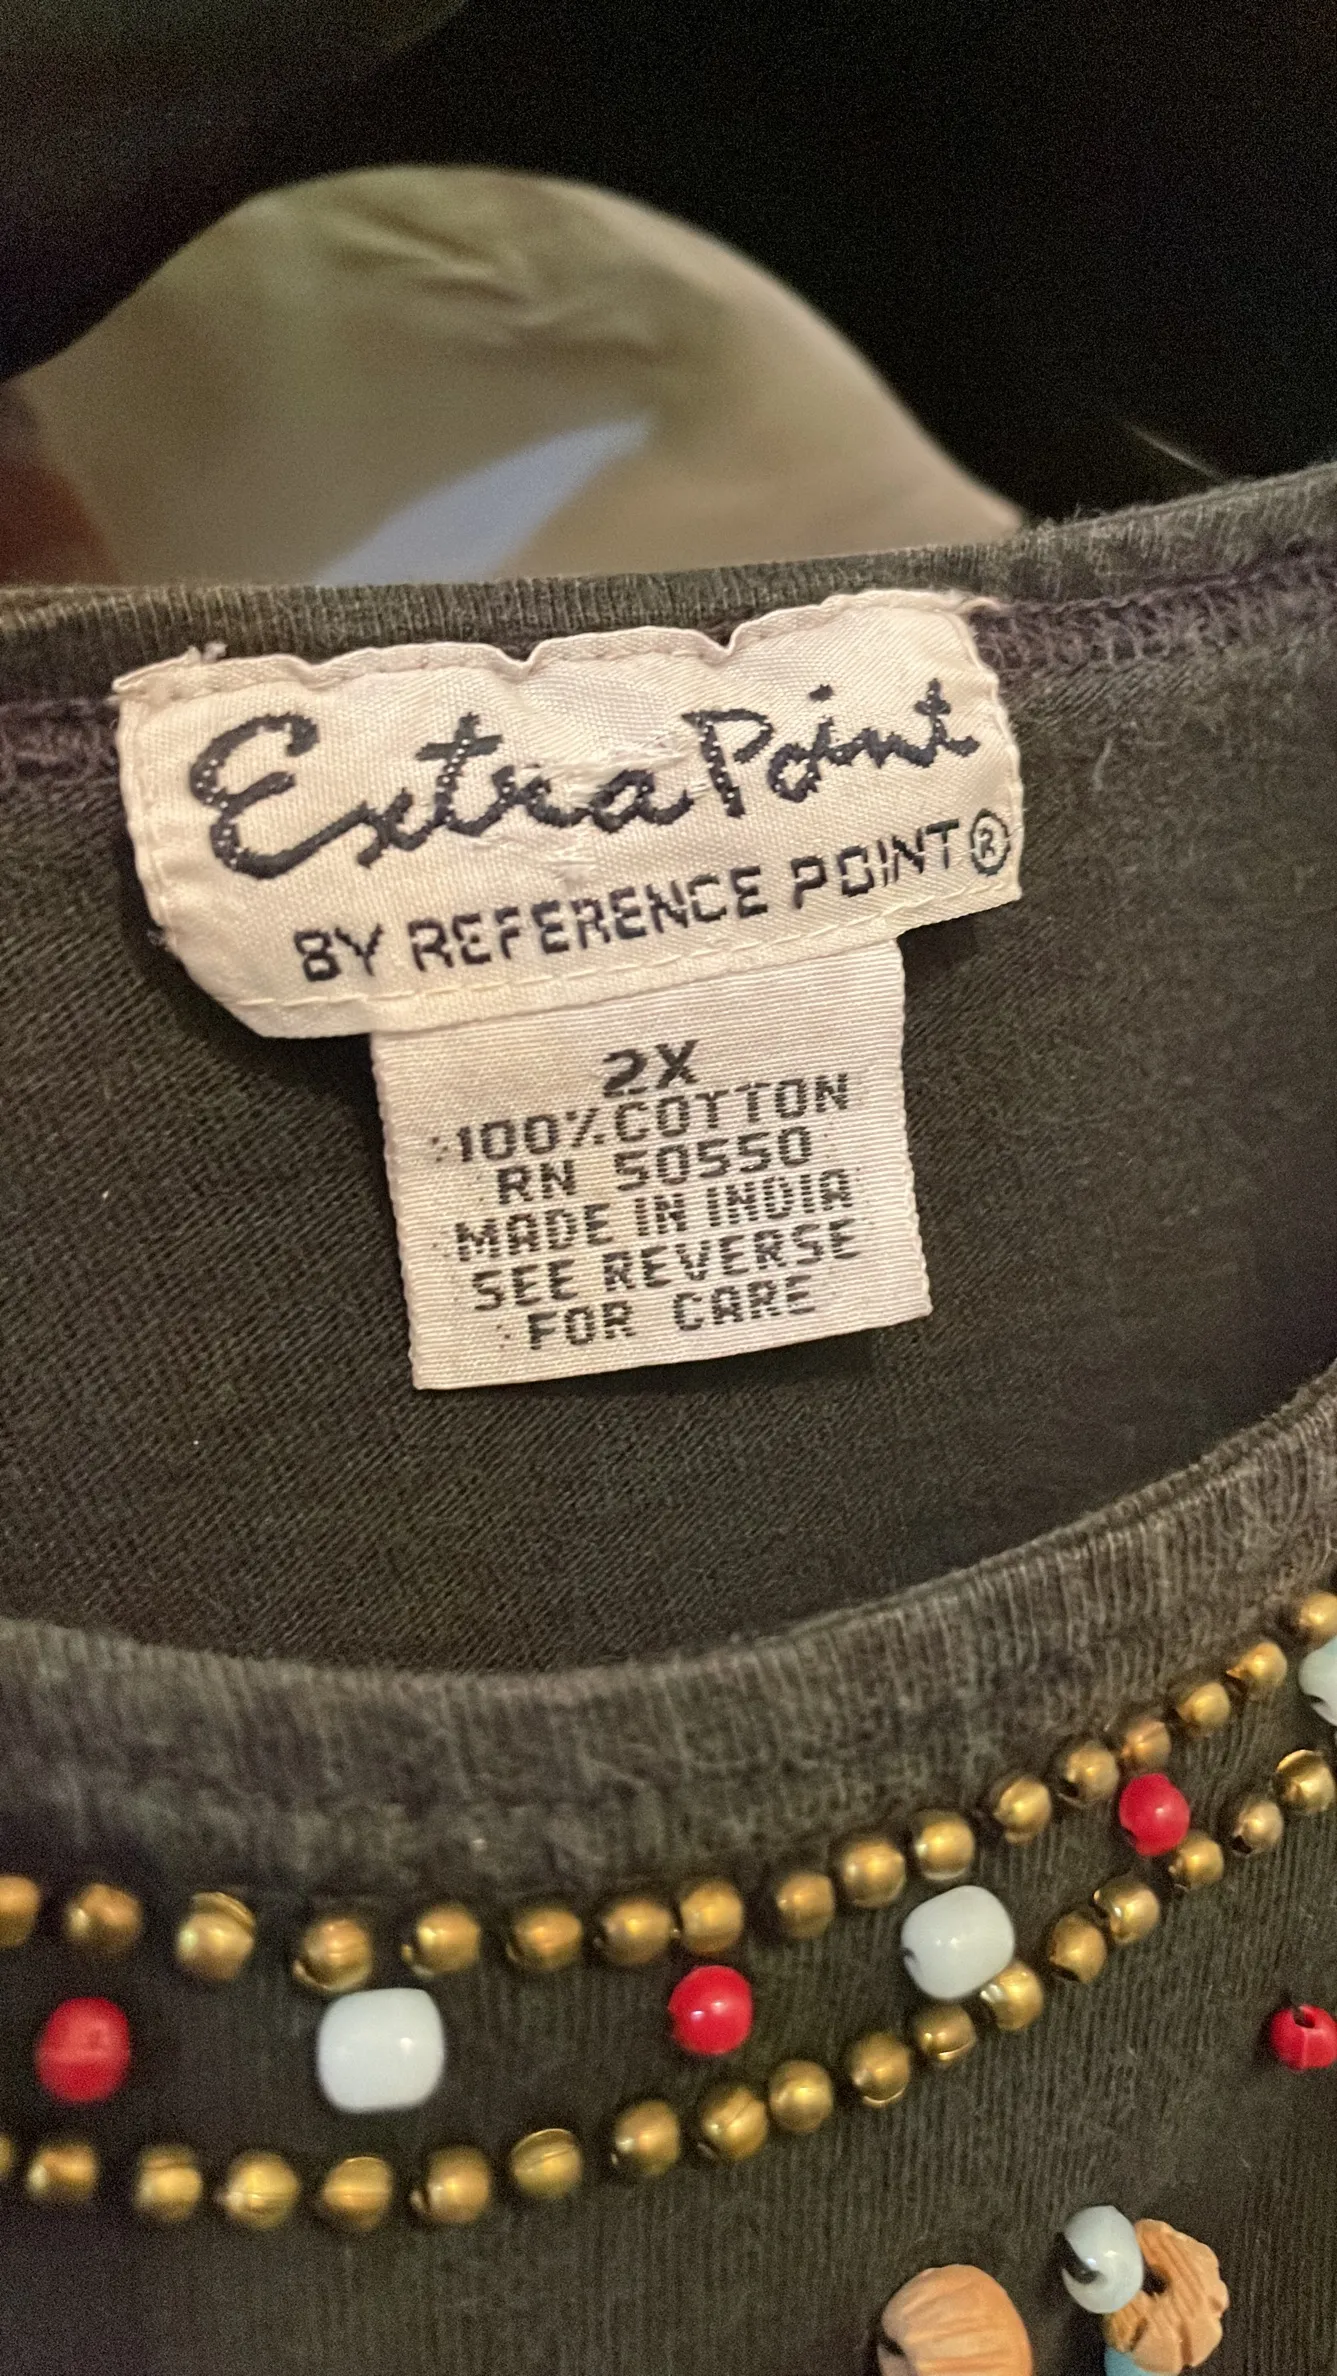 Extra Point
BY REFERENCE POINT®
2X
100% COTTON
RN 50550
MADE IN INDIA
SEE REVERSE
FOR CARE